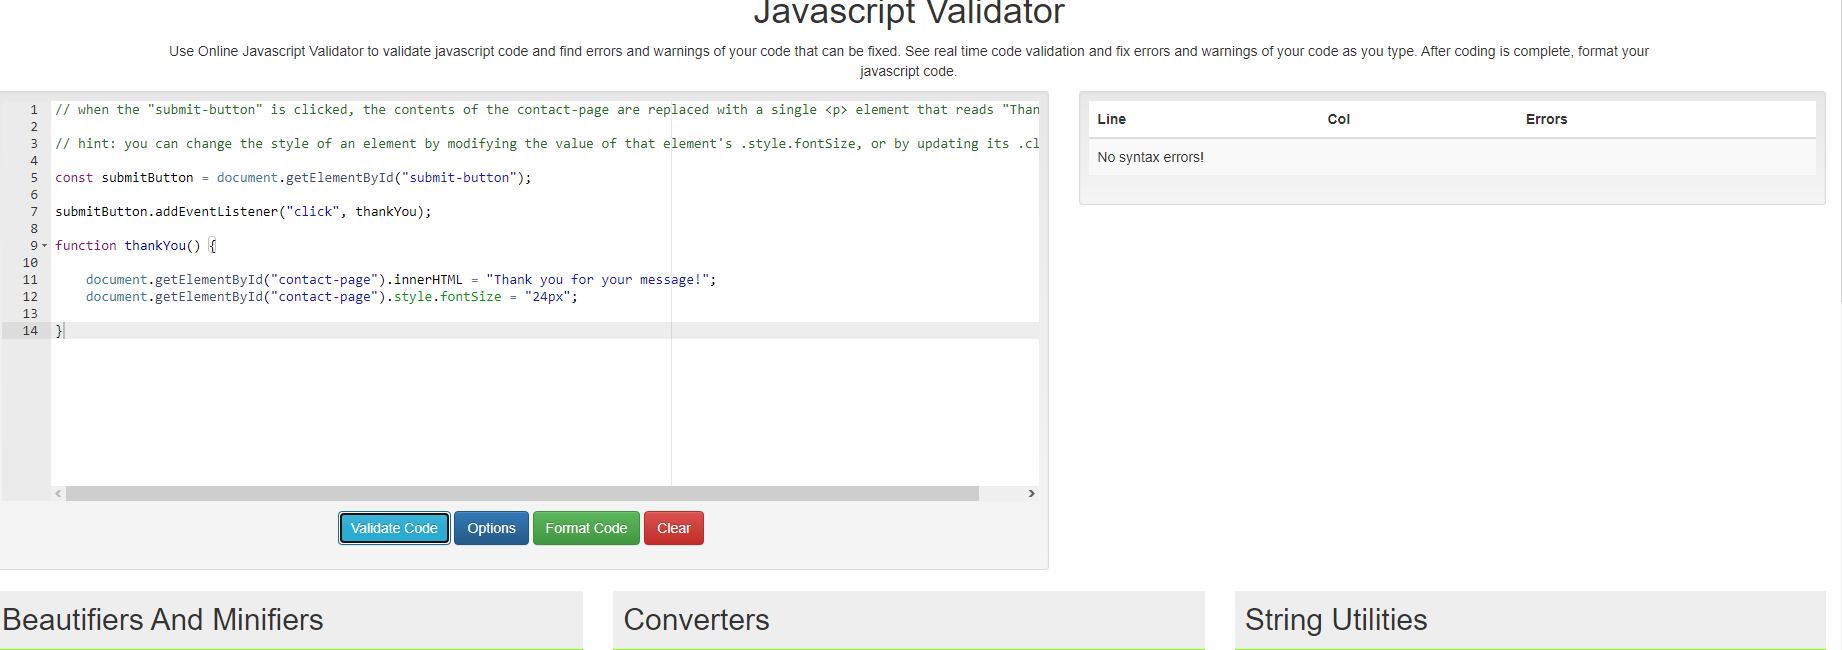 Javascript Validator
Use Online Javascript Validator to validate javascript code and find errors and warnings of your code that can be fixed. See real time code validation and fix errors and warnings of your code as you type. After coding is complete, format your
javascript code.
1 // when the "submit-button" is clicked, the contents of the contact-page are replaced with a single <p> element that reads "Than
2
3 // hint: you can change the style of an element by modifying the value of that element's .style.fontSize, or by updating its .cl
4
5 const submitButton = document.getElementById("submit-button");
6
7 submitButton.addEventListener("click", thankYou);
8
9 function thankYou() {
10
11 document.getElementById("contact-page").innerHTML = "Thank you for your message!";
12 document.getElementById("contact-page").style.fontSize = "24px";
13
14 }
Line Col Errors
No syntax errors!
Validate Code Options Format Code Clear
Beautifiers And Minifiers
Converters
String Utilities